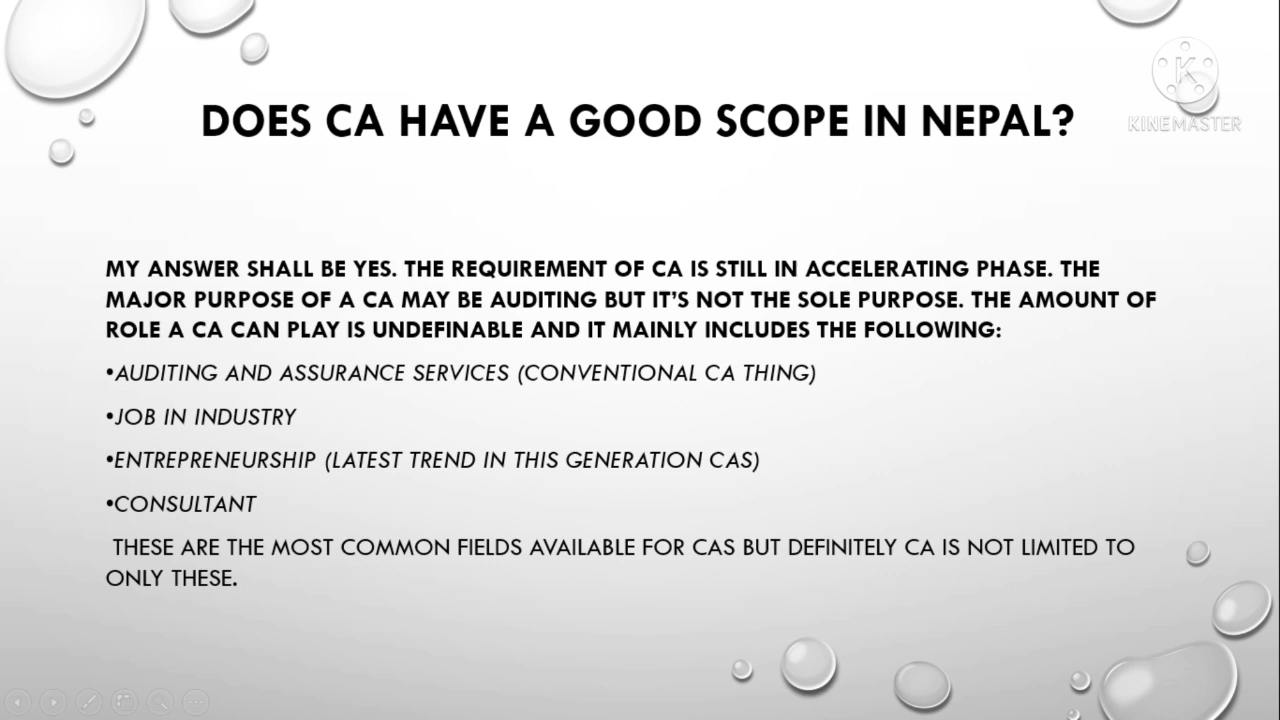 DOES CA HAVE A GOOD SCOPE IN NEPAL?
KINEMASTER
MY ANSWER SHALL BE YES. THE REQUIREMENT OF CA IS STILL IN ACCELERATING PHASE. THE
MAJOR PURPOSE OF A CA MAY BE AUDITING BUT IT'S NOT THE SOLE PURPOSE. THE AMOUNT OF
ROLE A CA CAN PLAY IS UNDEFINABLE AND IT MAINLY INCLUDES THE FOLLOWING:
•AUDITING AND ASSURANCE SERVICES (CONVENTIONAL CA THING)
•JOB IN INDUSTRY
•ENTREPRENEURSHIP (LATEST TREND IN THIS GENERATION CAS)
•CONSULTANT
THESE ARE THE MOST COMMON FIELDS AVAILABLE FOR CAS BUT DEFINITELY CA IS NOT LIMITED TO
ONLY THESE.